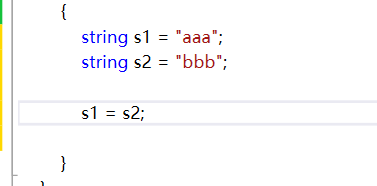 {
string s1 = "aaa";
string s2 = "bbb";
s1 = s2;
}
}